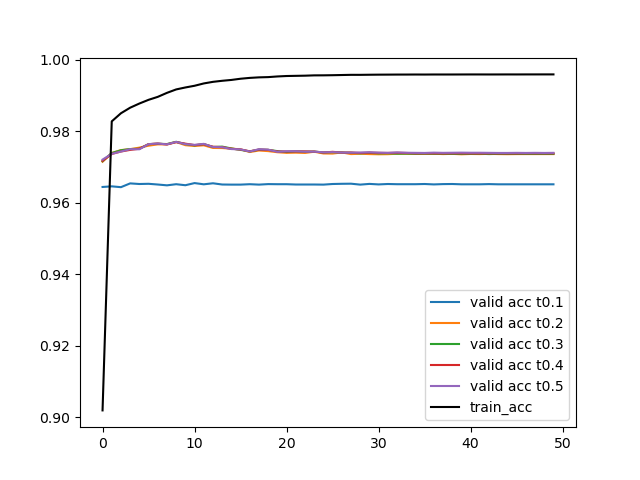 1.00
0.98
0.96
0.94
0.92
0.90
0 10 20 30 40 50
valid acc t0.1
valid acc t0.2
valid acc t0.3
valid acc t0.4
valid acc t0.5
train_acc